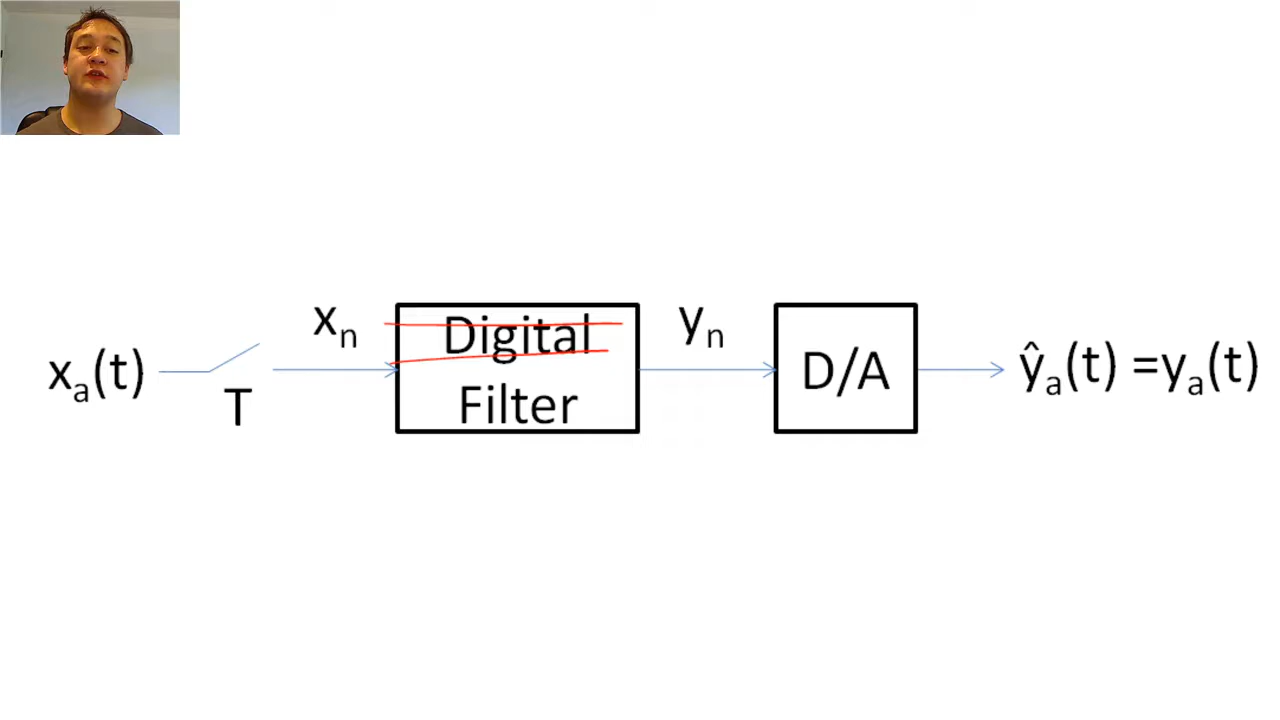 xₐ(t)
T
xₙ
Digital
Filter
yₙ
D/A
ŷₐ(t) =yₐ(t)